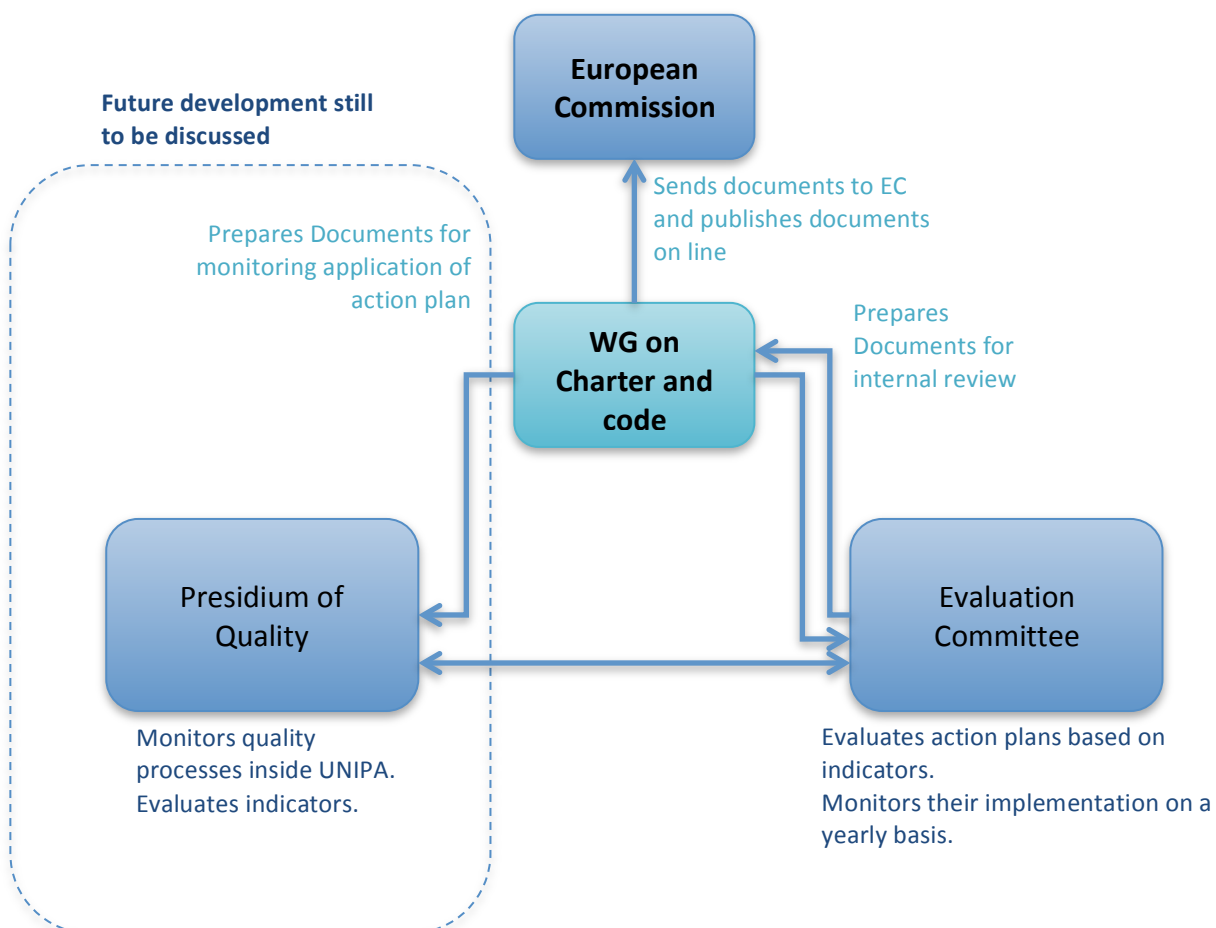 European
Commission
Future development still
to be discussed
Sends documents to EC
and publishes documents
on line
Prepares Documents for
monitoring application of
action plan
WG on
Charter and
code
Prepares
Documents for
internal review
Presidium of
Quality
Evaluation
Committee
Monitors quality
processes inside UNIPA.
Evaluates indicators.
Evaluates action plans based on
indicators.
Monitors their implementation on a
yearly basis.